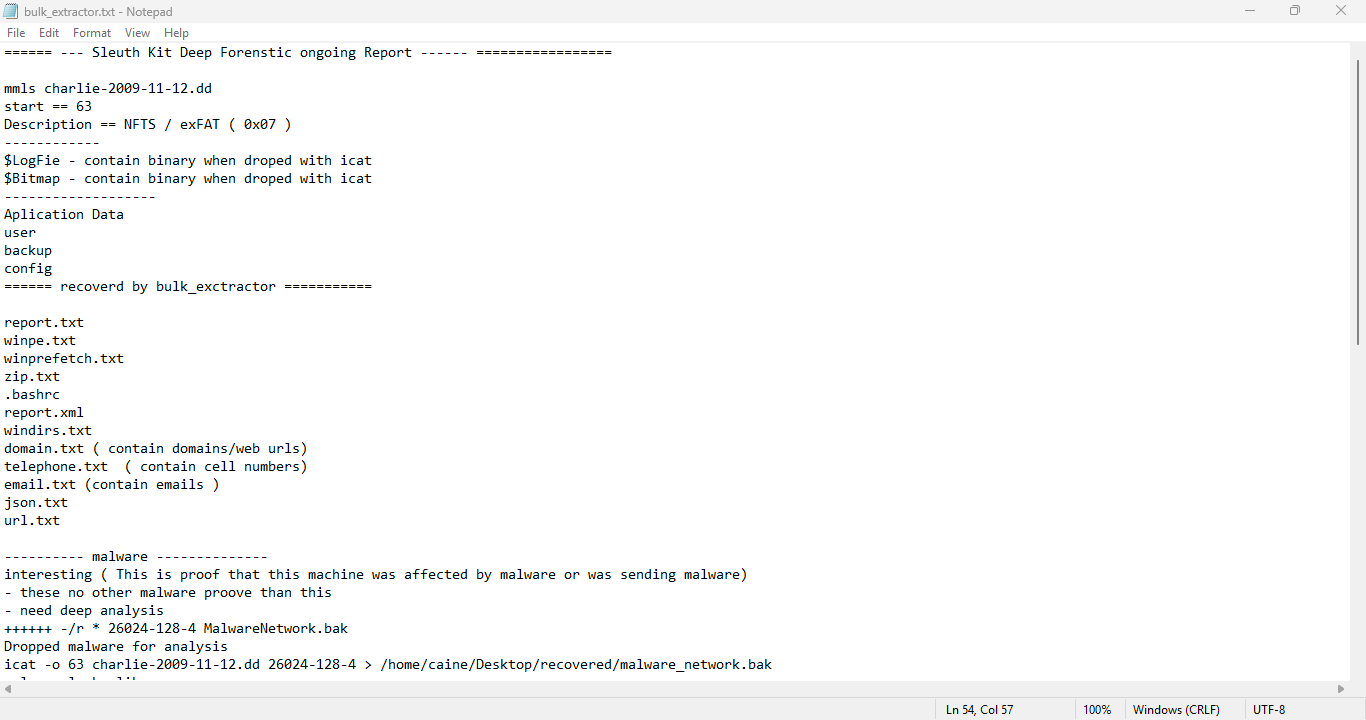 bulk_extractor.txt - Notepad
File Edit Format View Help
====== --- Sleuth Kit Deep Forenstic ongoing Report ------ =================
mmls charlie-2009-11-12.dd
start == 63
Description == NFTS / exFAT ( 0x07 )
------------
$LogFie - contain binary when droped with icat
$Bitmap - contain binary when droped with icat
-------------------
Aplication Data
user
backup
config
====== recoverd by bulk_exctractor ===========
report.txt
winpe.txt
winprefetch.txt
zip.txt
.bashrc
report.xml
windirs.txt
domain.txt ( contain domains/web urls)
telephone.txt  ( contain cell numbers)
email.txt (contain emails )
json.txt
url.txt
---------- malware --------------
interesting ( This is proof that this machine was affected by malware or was sending malware)
- these no other malware proove than this
- need deep analysis
++++++ -/r * 26024-128-4 MalwareNetwork.bak
Dropped malware for analysis
icat -o 63 charlie-2009-11-12.dd 26024-128-4 > /home/caine/Desktop/recovered/malware_network.bak
Ln 54, Col 57 100% Windows (CRLF) UTF-8